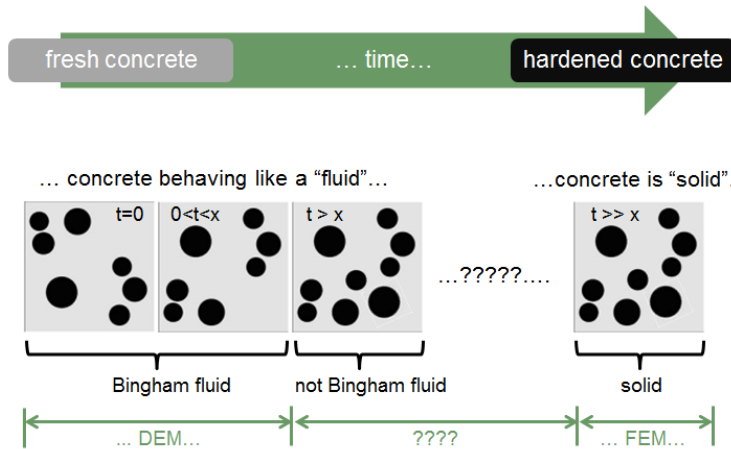 fresh concrete
… time…
hardened concrete
… concrete behaving like a “fluid”…
…concrete is “solid”.
t=0
0<t<x
t > x
t >> x
…?????….
Bingham fluid
not Bingham fluid
solid
... DEM…
????
... FEM…